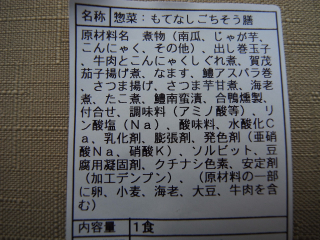 名称 惣菜：もてなしごちそう膳
原材料名 煮物（南瓜、じゃが芋、
こんにゃく、その他）、出し巻玉子
、牛肉とこんにゃくしぐれ煮、賀茂
茄子揚げ煮、なます、鱧アスパラ巻
、さつま揚げ、さつま芋甘煮、海老
煮、たこ煮、鱧南蛮漬、合鴨燻製、
付合せ、調味料（アミノ酸等）、リ
ン酸塩（Ｎａ）、酸味料、水酸化Ｃ
ａ、乳化剤、膨張剤、発色剤（亜硝
酸Ｎａ、硝酸Ｋ）、ソルビット、豆
腐用凝固剤、クチナシ色素、安定剤
（加工デンプン）、（原材料の一部
に卵、小麦、海老、大豆、牛肉を含
む）
内容量 1食